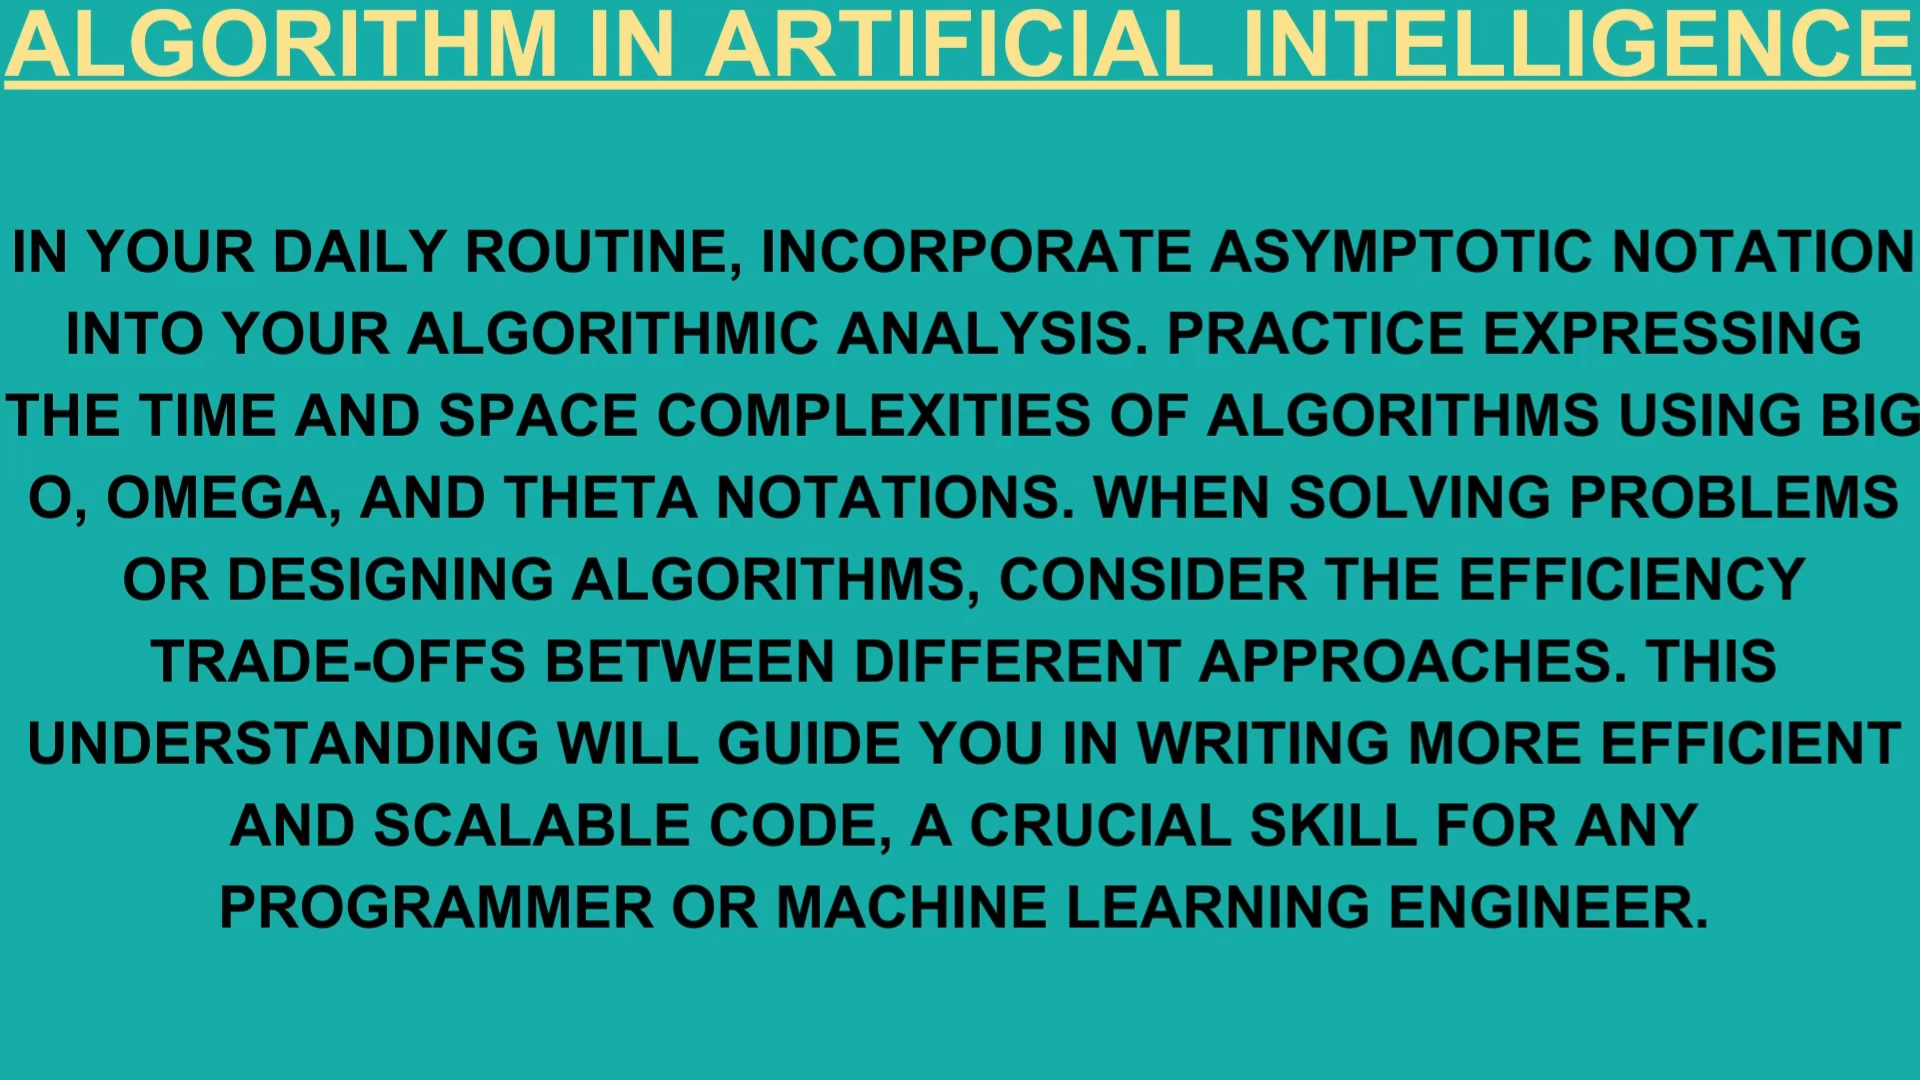 ALGORITHM IN ARTIFICIAL INTELLIGENCE
IN YOUR DAILY ROUTINE, INCORPORATE ASYMPTOTIC NOTATION
INTO YOUR ALGORITHMIC ANALYSIS. PRACTICE EXPRESSING
THE TIME AND SPACE COMPLEXITIES OF ALGORITHMS USING BIG
O, OMEGA, AND THETA NOTATIONS. WHEN SOLVING PROBLEMS
OR DESIGNING ALGORITHMS, CONSIDER THE EFFICIENCY
TRADE-OFFS BETWEEN DIFFERENT APPROACHES. THIS
UNDERSTANDING WILL GUIDE YOU IN WRITING MORE EFFICIENT
AND SCALABLE CODE, A CRUCIAL SKILL FOR ANY
PROGRAMMER OR MACHINE LEARNING ENGINEER.